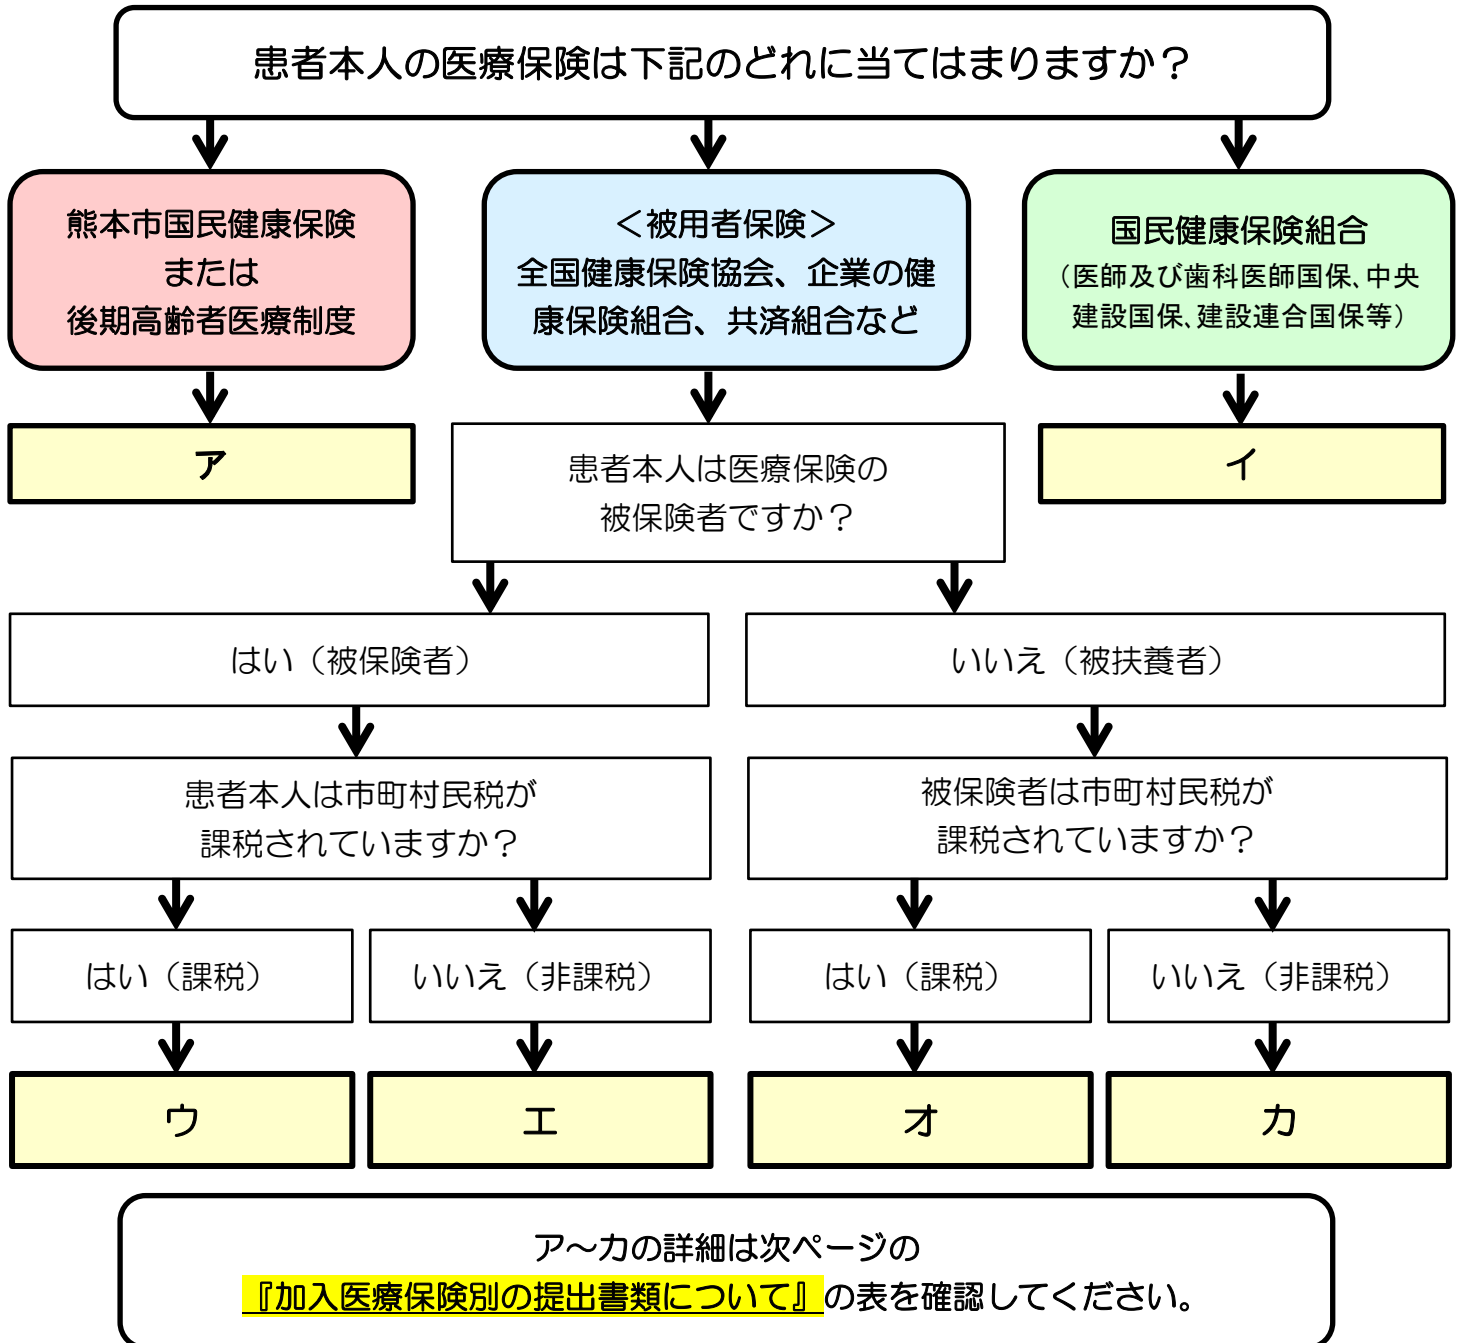 患者本人の医療保険は下記のどれに当てはまりますか？
熊本市国民健康保険
または
後期高齢者医療制度
＜被用者保険＞
全国健康保険協会、企業の健
康保険組合、共済組合など
国民健康保険組合
（医師及び歯科医師国保、中央
建設国保、建設連合国保等）
ア
患者本人は医療保険の
被保険者ですか？
イ
はい（被保険者）
いいえ（被扶養者）
患者本人は市町村民税が
課税されていますか？
被保険者は市町村民税が
課税されていますか？
はい（課税）
いいえ（非課税）
はい（課税）
いいえ（非課税）
ウ
エ
オ
カ
ア～カの詳細は次ページの
『加入医療保険別の提出書類について』の表を確認してください。